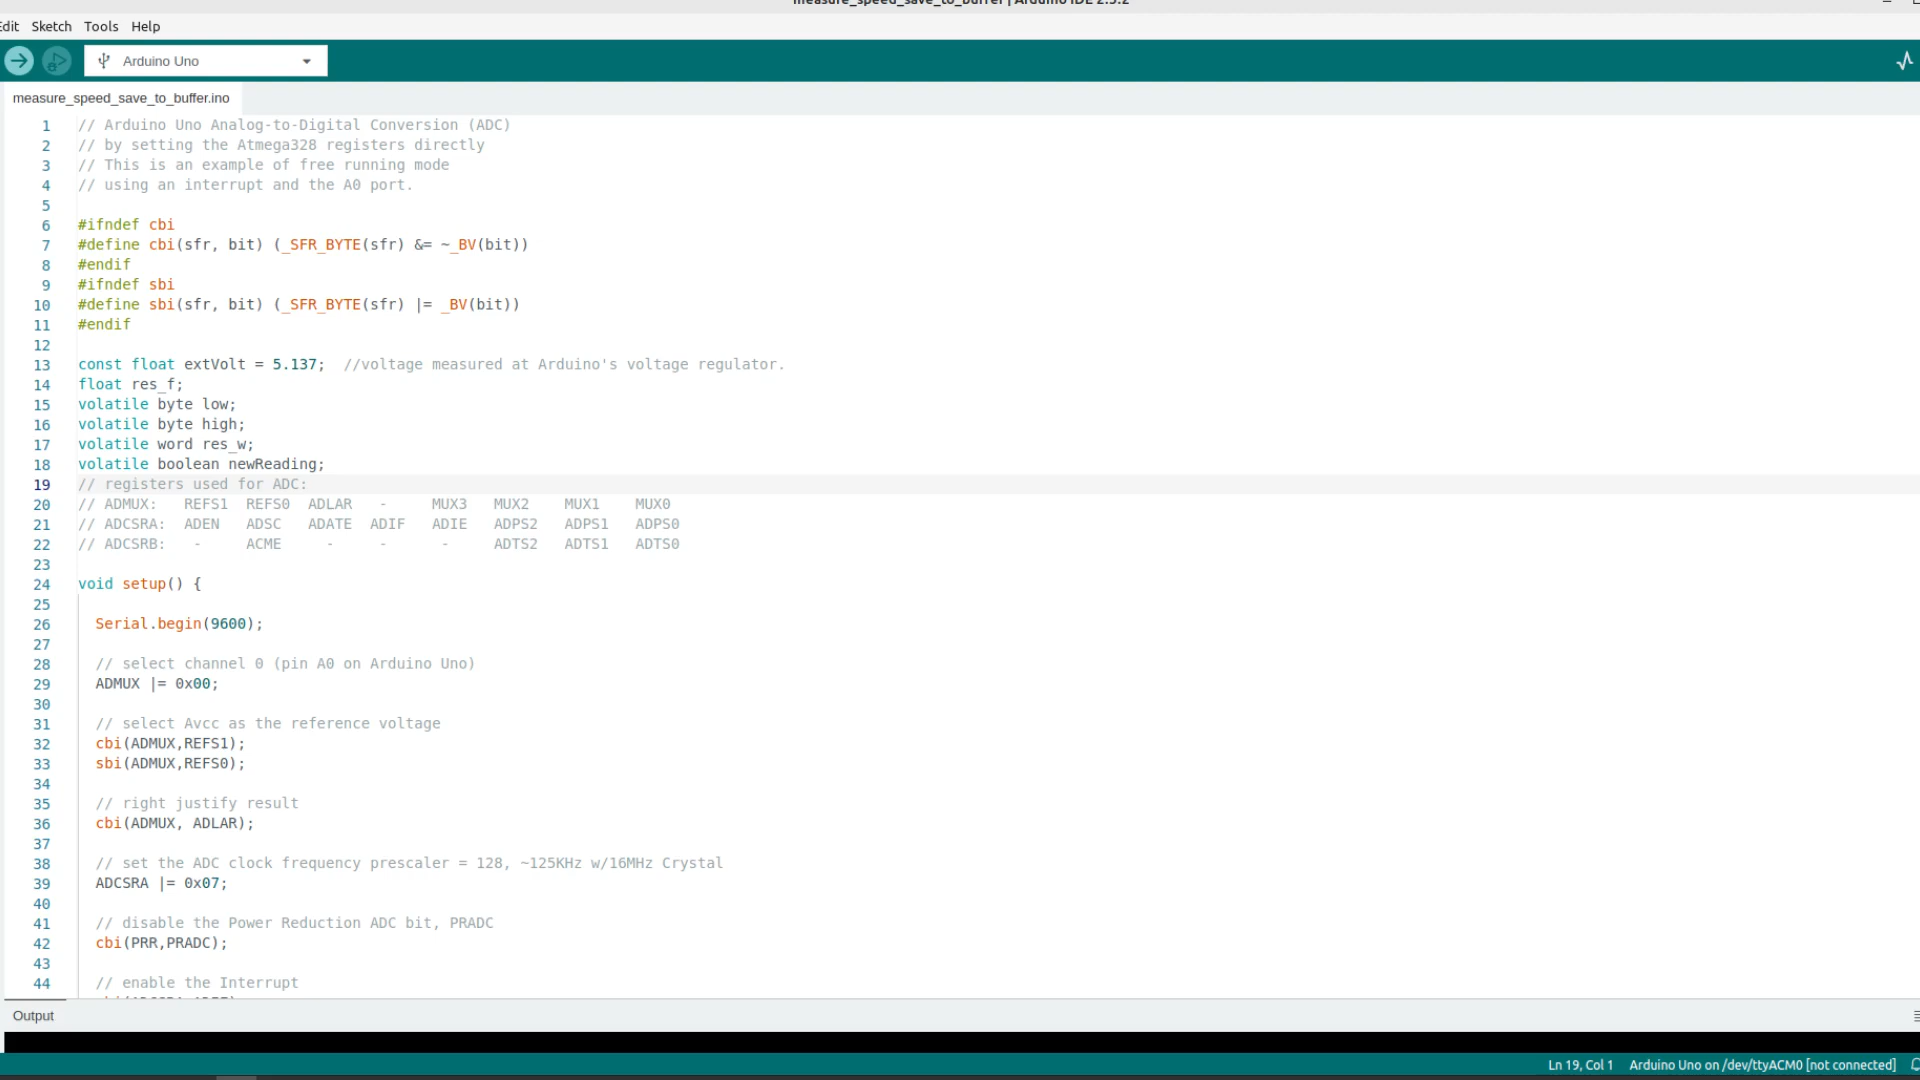 measure_speed_save_to_buffer | Arduino IDE 2.3.2
Edit Sketch Tools Help
Arduino Uno
measure_speed_save_to_buffer.ino
1 // Arduino Uno Analog-to-Digital Conversion (ADC)
2 // by setting the Atmega328 registers directly
3 // This is an example of free running mode
4 // using an interrupt and the A0 port.
5
6 #ifndef cbi
7 #define cbi(sfr, bit) (_SFR_BYTE(sfr) &= ~_BV(bit))
8 #endif
9 #ifndef sbi
10 #define sbi(sfr, bit) (_SFR_BYTE(sfr) |= _BV(bit))
11 #endif
12
13 const float extVolt = 5.137;  //voltage measured at Arduino's voltage regulator.
14 float res_f;
15 volatile byte low;
16 volatile byte high;
17 volatile word res_w;
18 volatile boolean newReading;
19 // registers used for ADC:
20 // ADMUX:   REFS1  REFS0  ADLAR   -     MUX3   MUX2    MUX1    MUX0
21 // ADCSRA:  ADEN   ADSC   ADATE  ADIF   ADIE   ADPS2   ADPS1   ADPS0
22 // ADCSRB:   -     ACME     -     -      -     ADTS2   ADTS1   ADTS0
23
24 void setup() {
25
26   Serial.begin(9600);
27
28   // select channel 0 (pin A0 on Arduino Uno)
29   ADMUX |= 0x00;
30
31   // select Avcc as the reference voltage
32   cbi(ADMUX,REFS1);
33   sbi(ADMUX,REFS0);
34
35   // right justify result
36   cbi(ADMUX, ADLAR);
37
38   // set the ADC clock frequency prescaler = 128, ~125KHz w/16MHz Crystal
39   ADCSRA |= 0x07;
40
41   // disable the Power Reduction ADC bit, PRADC
42   cbi(PRR,PRADC);
43
44   // enable the Interrupt
Output
Ln 19, Col 1 Arduino Uno on /dev/ttyACM0 [not connected]